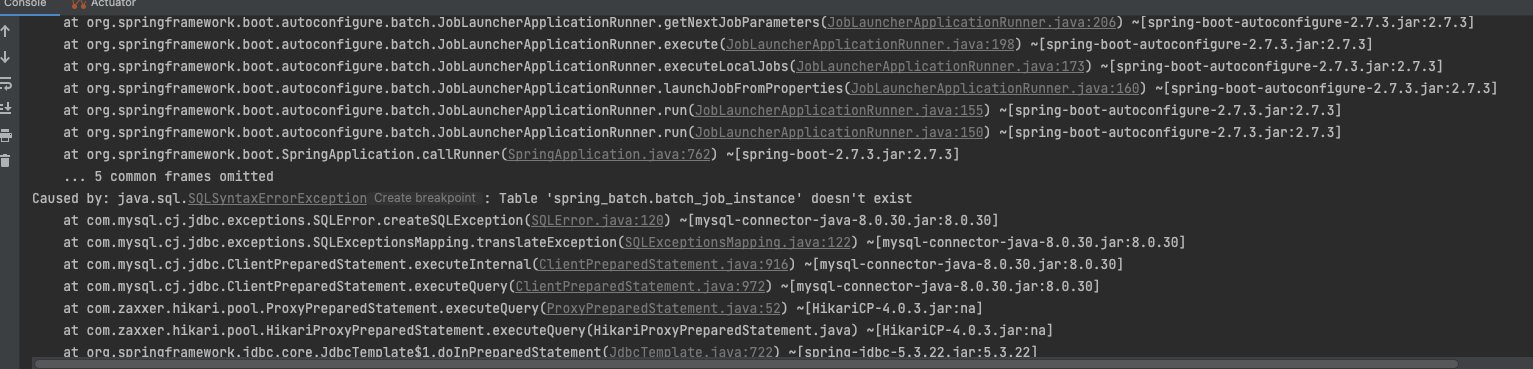 Console Actuator
at org.springframework.boot.autoconfigure.batch.JobLauncherApplicationRunner.getNextJobParameters(JobLauncherApplicationRunner.java:206) ~[spring-boot-autoconfigure-2.7.3.jar:2.7.3]
at org.springframework.boot.autoconfigure.batch.JobLauncherApplicationRunner.execute(JobLauncherApplicationRunner.java:198) ~[spring-boot-autoconfigure-2.7.3.jar:2.7.3]
at org.springframework.boot.autoconfigure.batch.JobLauncherApplicationRunner.executeLocalJobs(JobLauncherApplicationRunner.java:173) ~[spring-boot-autoconfigure-2.7.3.jar:2.7.3]
at org.springframework.boot.autoconfigure.batch.JobLauncherApplicationRunner.launchJobFromProperties(JobLauncherApplicationRunner.java:160) ~[spring-boot-autoconfigure-2.7.3.jar:2.7.3]
at org.springframework.boot.autoconfigure.batch.JobLauncherApplicationRunner.run(JobLauncherApplicationRunner.java:155) ~[spring-boot-autoconfigure-2.7.3.jar:2.7.3]
at org.springframework.boot.autoconfigure.batch.JobLauncherApplicationRunner.run(JobLauncherApplicationRunner.java:150) ~[spring-boot-autoconfigure-2.7.3.jar:2.7.3]
at org.springframework.boot.SpringApplication.callRunner(SpringApplication.java:762) ~[spring-boot-2.7.3.jar:2.7.3]
... 5 common frames omitted
Caused by: java.sql.SQLSyntaxErrorException Create breakpoint : Table 'spring_batch.batch_job_instance' doesn't exist
at com.mysql.cj.jdbc.exceptions.SQLError.createSQLException(SQLError.java:120) ~[mysql-connector-java-8.0.30.jar:8.0.30]
at com.mysql.cj.jdbc.exceptions.SQLExceptionsMapping.translateException(SQLExceptionsMapping.java:122) ~[mysql-connector-java-8.0.30.jar:8.0.30]
at com.mysql.cj.jdbc.ClientPreparedStatement.executeInternal(ClientPreparedStatement.java:916) ~[mysql-connector-java-8.0.30.jar:8.0.30]
at com.mysql.cj.jdbc.ClientPreparedStatement.executeQuery(ClientPreparedStatement.java:972) ~[mysql-connector-java-8.0.30.jar:8.0.30]
at com.zaxxer.hikari.pool.ProxyPreparedStatement.executeQuery(ProxyPreparedStatement.java:52) ~[HikariCP-4.0.3.jar:na]
at com.zaxxer.hikari.pool.HikariProxyPreparedStatement.executeQuery(HikariProxyPreparedStatement.java) ~[HikariCP-4.0.3.jar:na]
at org.springframework.jdbc.core.JdbcTemplate$1.doInPreparedStatement(JdbcTemplate.java:722) ~[spring-jdbc-5.3.22.jar:5.3.22]